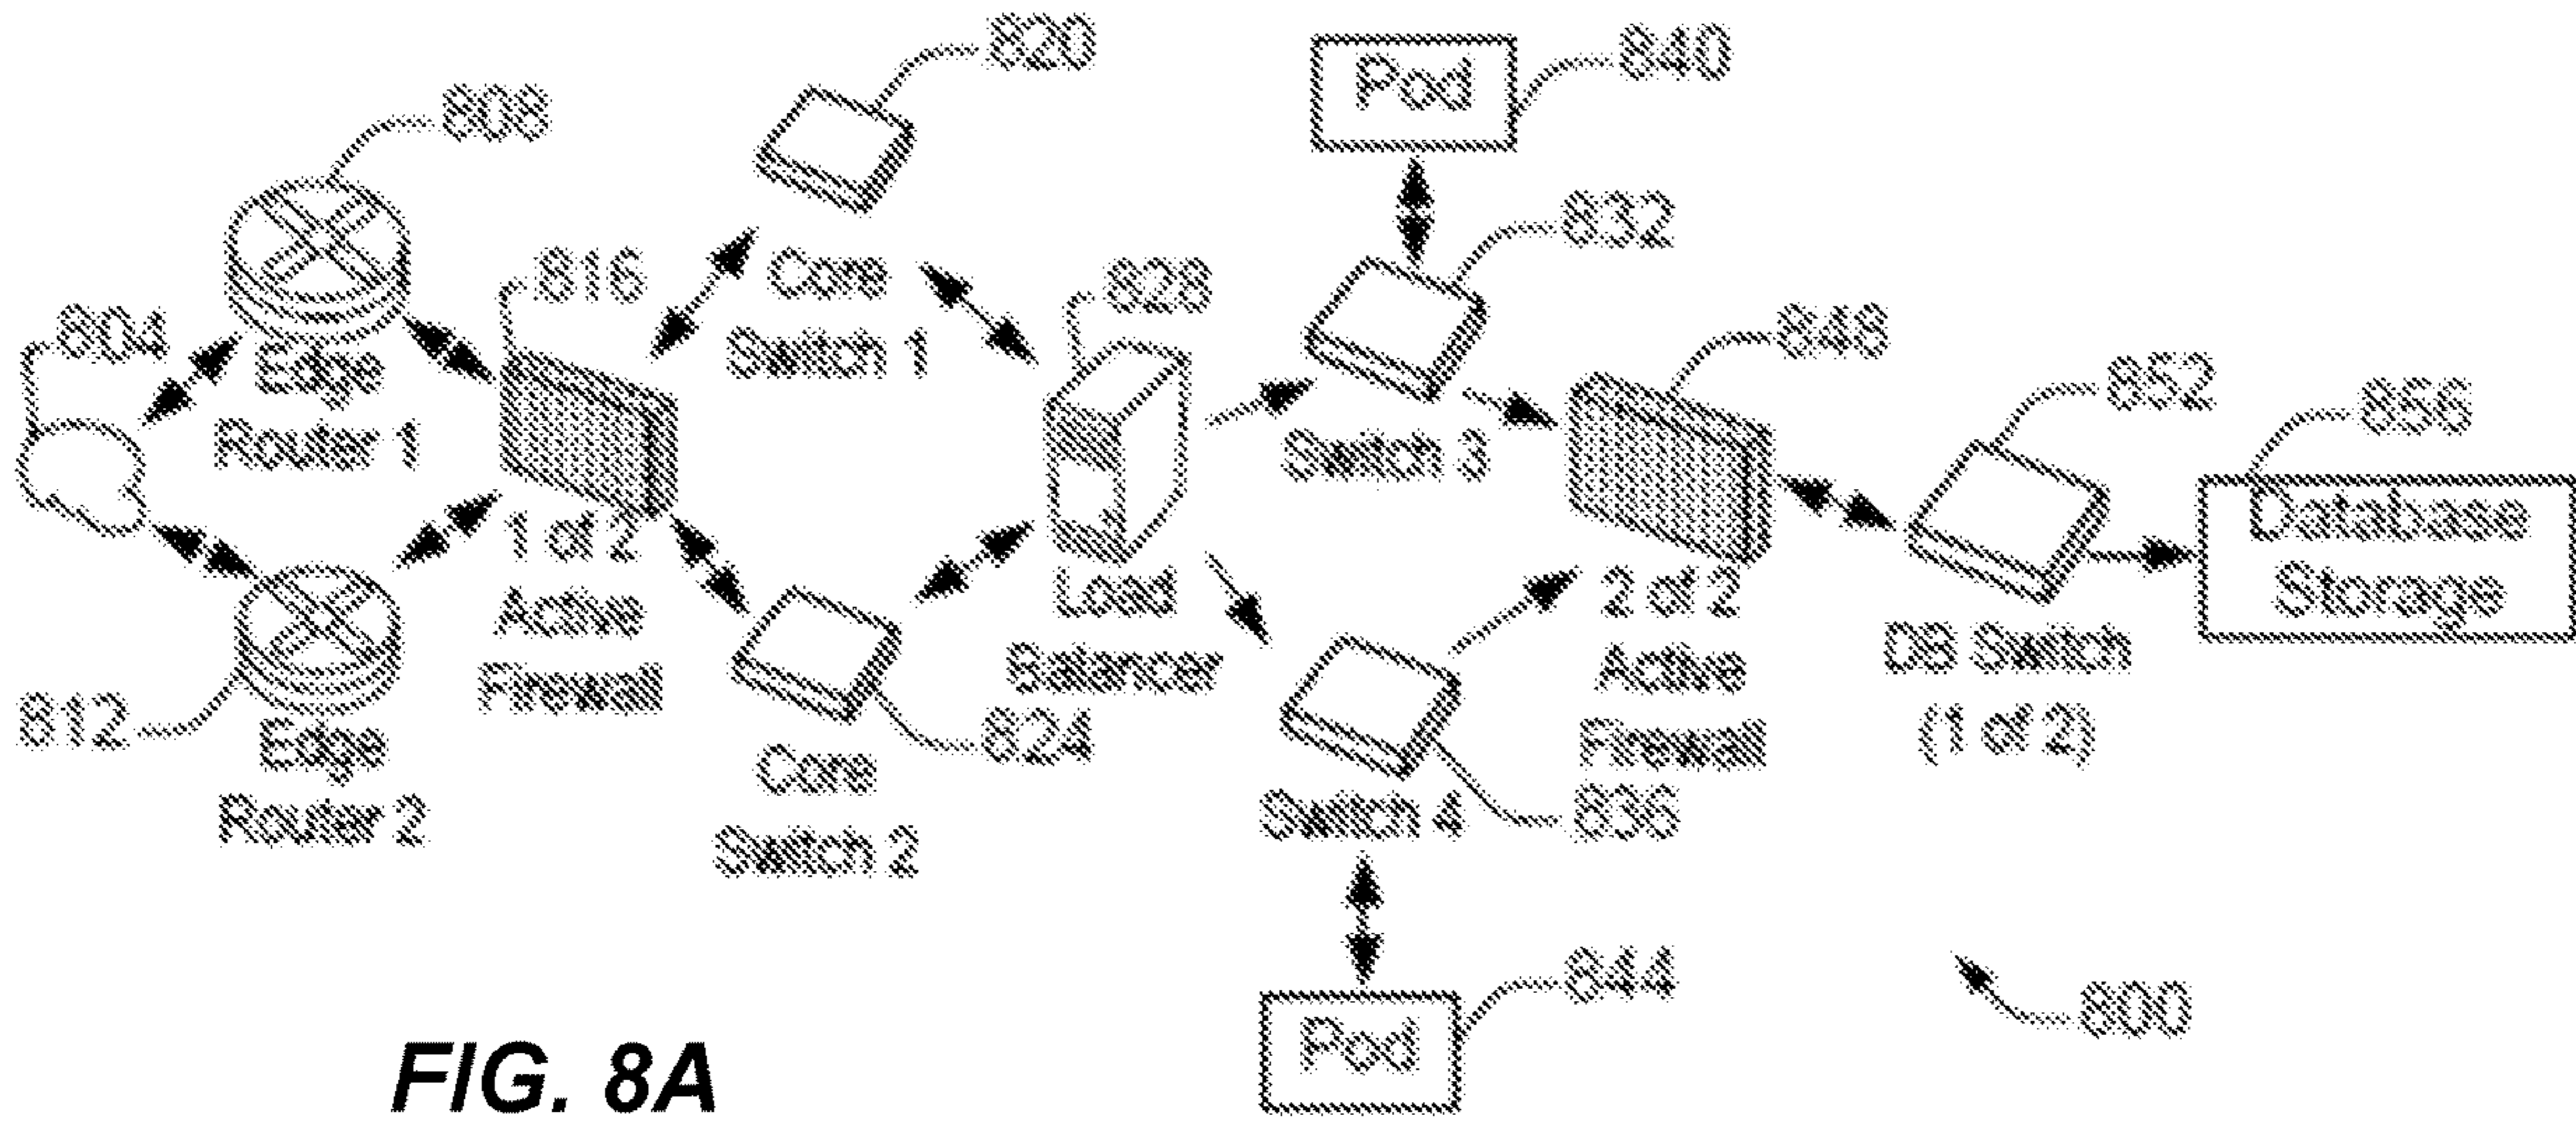 820
840
Pod
808
832
816
Core
Switch 1
828
848
804
Edge
Router 1
Switch 3
852
856
1 of 2
Active
Firewall
Load
Balancer
2 of 2
Active
Firewall
DB Switch
(1 of 2)
Database
Storage
812
Edge
Router 2
824
Core
Switch 2
Switch 4
836
844
Pod
800
FIG. 8A